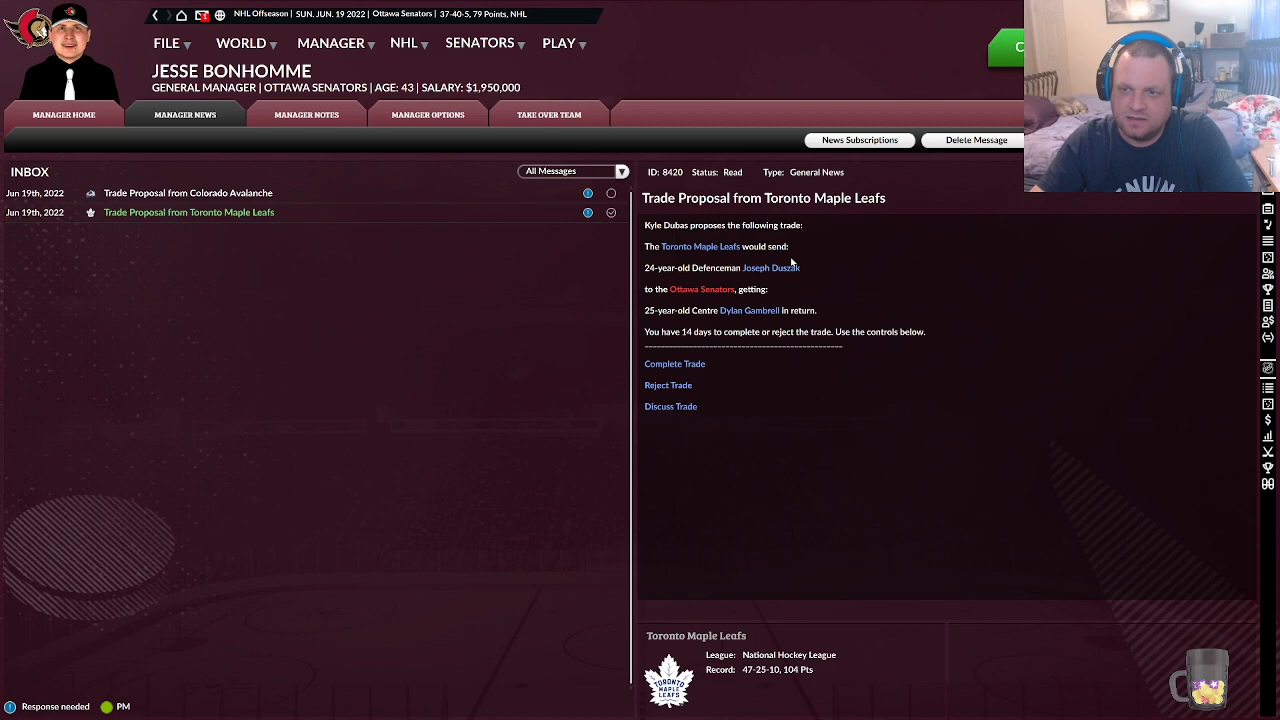 NHL Offseason | SUN. JUN. 19 2022 | Ottawa Senators | 37-40-5, 79 Points, NHL
FILE WORLD MANAGER NHL SENATORS PLAY
JESSE BONHOMME
GENERAL MANAGER | OTTAWA SENATORS | AGE: 43 | SALARY: $1,950,000
MANAGER HOME MANAGER NEWS MANAGER NOTES MANAGER OPTIONS TAKE OVER TEAM
News Subscriptions Delete Message
INBOX All Messages
Jun 19th, 2022 Trade Proposal from Colorado Avalanche
Jun 19th, 2022 Trade Proposal from Toronto Maple Leafs
ID: 8420 Status: Read Type: General News
Trade Proposal from Toronto Maple Leafs
Kyle Dubas proposes the following trade:
The Toronto Maple Leafs would send:
24-year-old Defenceman Joseph Duszak
to the Ottawa Senators, getting:
25-year-old Centre Dylan Gambrell in return.
You have 14 days to complete or reject the trade. Use the controls below.
Complete Trade
Reject Trade
Discuss Trade
Toronto Maple Leafs
League: National Hockey League
Record: 47-25-10, 104 Pts
TORONTO
MAPLE
LEAFS
Response needed PM